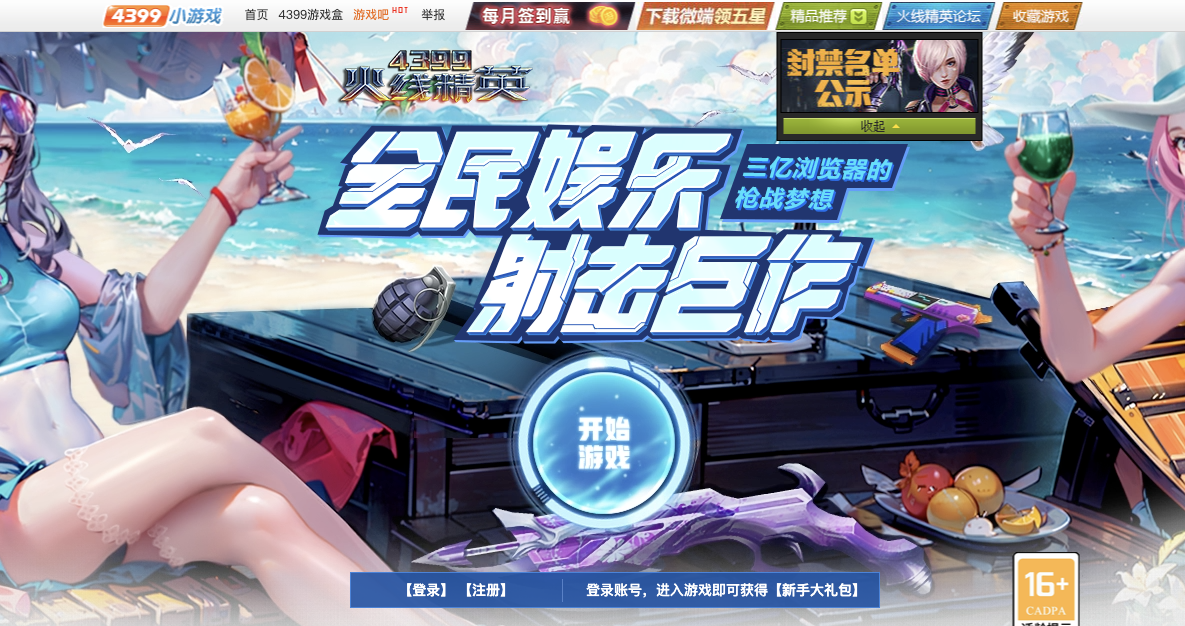 4399小游戏
首页 4399游戏盒 游戏吧 HOT 举报
每月签到赢
下载微端领五星
精品推荐
火线精英论坛
收藏游戏
封禁名单
公示
收起
4399
火线精英
全民娱乐
三亿浏览器的
枪战梦想
射击巨作
开始
游戏
【登录】 【注册】 登录账号，进入游戏即可获得【新手大礼包】
16+
CADPA
适龄提示